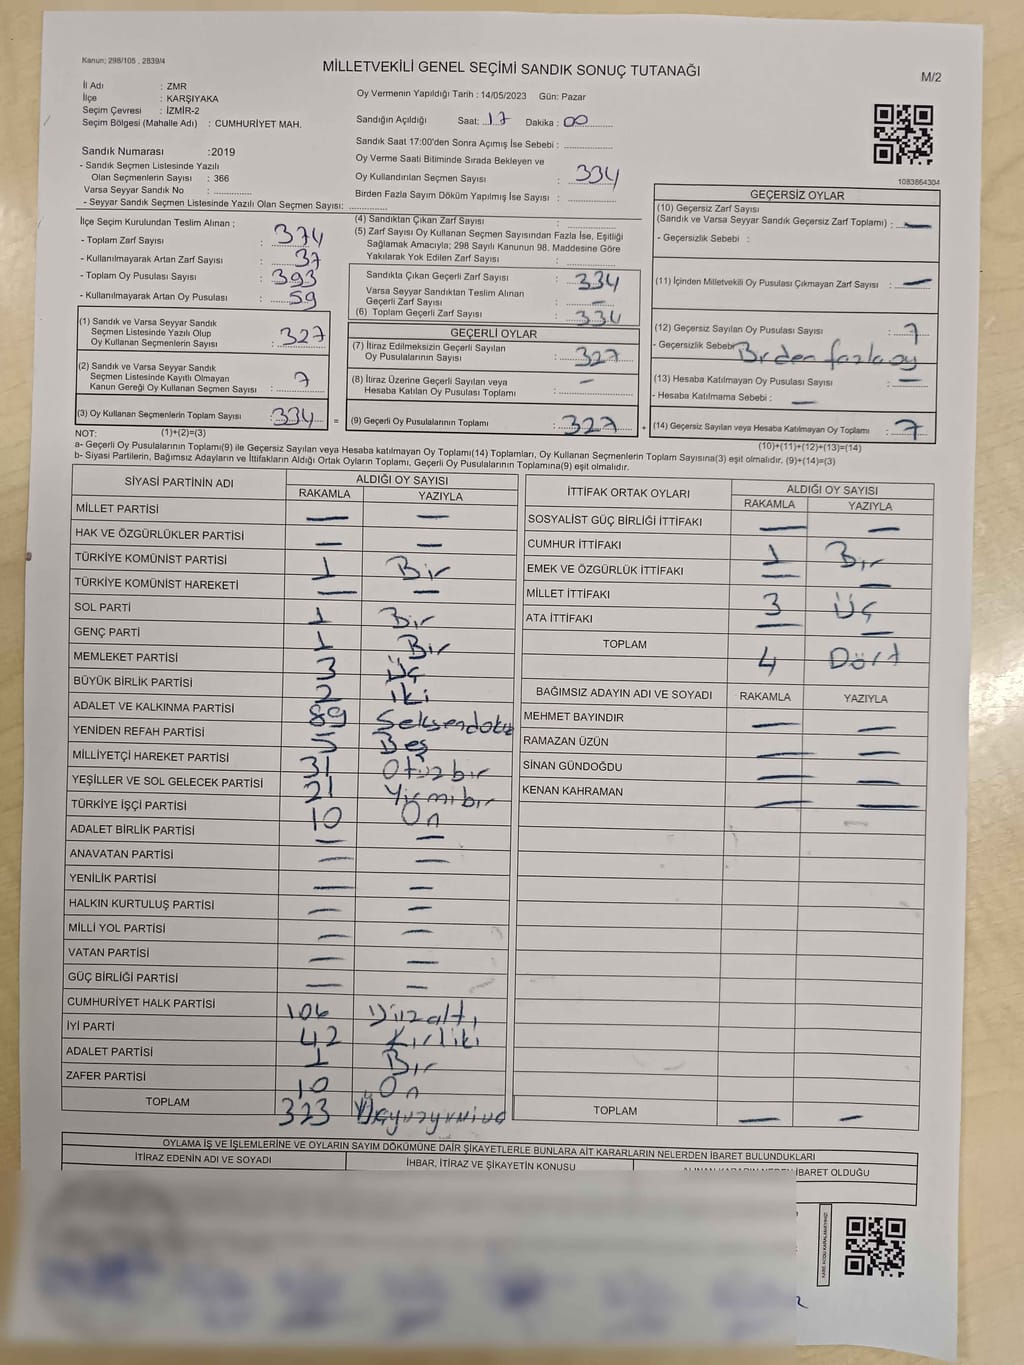 Kanun; 298/105 , 2839/4
MİLLETVEKİLİ GENEL SEÇİMİ SANDIK SONUÇ TUTANAĞI
M/2
İl Adı : ZMR
İlçe : KARŞIYAKA
Seçim Çevresi : İZMİR-2
Seçim Bölgesi (Mahalle Adı) : CUMHURİYET MAH.
Oy Vermenin Yapıldığı Tarih : 14/05/2023 Gün: Pazar
Sandığın Açıldığı Saat: 17 Dakika : 00
Sandık Saat 17:00'den Sonra Açımış İse Sebebi :
Oy Verme Saati Bitiminde Sırada Bekleyen ve
Oy Kullandırılan Seçmen Sayısı : 334
Birden Fazla Sayım Döküm Yapılmış İse Sayısı :
1083864304
Sandık Numarası :2019
- Sandık Seçmen Listesinde Yazılı
Olan Seçmenlerin Sayısı : 366
Varsa Seyyar Sandık No :
- Seyyar Sandık Seçmen Listesinde Yazılı Olan Seçmen Sayısı:
İlçe Seçim Kurulundan Teslim Alınan ;
- Toplam Zarf Sayısı : 374
- Kullanılmayarak Artan Zarf Sayısı : 37
- Toplam Oy Pusulası Sayısı : 393
- Kullanılmayarak Artan Oy Pusulası : 59
(1) Sandık ve Varsa Seyyar Sandık
Seçmen Listesinde Yazılı Olup
Oy Kullanan Seçmenlerin Sayısı : 327
(2) Sandık ve Varsa Seyyar Sandık
Seçmen Listesinde Kayıtlı Olmayan
Kanun Gereği Oy Kullanan Seçmen Sayısı : 7
(3) Oy Kullanan Seçmenlerin Toplam Sayısı : 334 =
(4) Sandıktan Çıkan Zarf Sayısı :
(5) Zarf Sayısı Oy Kullanan Seçmen Sayısından Fazla İse, Eşitliği
Sağlamak Amacıyla; 298 Sayılı Kanunun 98. Maddesine Göre
Yakılarak Yok Edilen Zarf Sayısı :
Sandıkta Çıkan Geçerli Zarf Sayısı : 334
Varsa Seyyar Sandıktan Teslim Alınan
Geçerli Zarf Sayısı : —
(6) Toplam Geçerli Zarf Sayısı : 334
GEÇERLİ OYLAR
(7) İtiraz Edilmeksizin Geçerli Sayılan
Oy Pusulalarının Sayısı : 327
(8) İtiraz Üzerine Geçerli Sayılan veya
Hesaba Katılan Oy Pusulası Toplamı : —
(9) Geçerli Oy Pusulalarının Toplamı : 327 +
GEÇERSİZ OYLAR
(10) Geçersiz Zarf Sayısı
(Sandık ve Varsa Seyyar Sandık Geçersiz Zarf Toplamı) : —
- Geçersizlik Sebebi :
(11) İçinden Milletvekili Oy Pusulası Çıkmayan Zarf Sayısı : —
(12) Geçersiz Sayılan Oy Pusulası Sayısı : 7
- Geçersizlik Sebebi Birden fazla oy
(13) Hesaba Katılmayan Oy Pusulası Sayısı : —
- Hesaba Katılmama Sebebi : —
(14) Geçersiz Sayılan veya Hesaba Katılmayan Oy Toplamı : 7
NOT: (1)+(2)=(3)
(10)+(11)+(12)+(13)=(14)
a- Geçerli Oy Pusulalarının Toplamı(9) ile Geçersiz Sayılan veya Hesaba Katılmayan Oy Toplamı(14) Toplamları, Oy Kullanan Seçmenlerin Toplam Sayısına(3) eşit olmalıdır. (9)+(14)=(3)
b- Siyasi Partilerin, Bağımsız Adayların ve İttifakların Aldığı Ortak Oyların Toplamı, Geçerli Oy Pusulalarının Toplamına(9) eşit olmalıdır.
SİYASİ PARTİNİN ADI ALDIĞI OY SAYISI
RAKAMLA YAZIYLA
MİLLET PARTİSİ — —
HAK VE ÖZGÜRLÜKLER PARTİSİ — —
TÜRKİYE KOMÜNİST PARTİSİ 1 Bir
TÜRKİYE KOMÜNİST HAREKETİ — —
SOL PARTİ 1 Bir
GENÇ PARTİ 1 Bir
MEMLEKET PARTİSİ 3 Üç
BÜYÜK BİRLİK PARTİSİ 2 iki
ADALET VE KALKINMA PARTİSİ 89 Seksendokuz
YENİDEN REFAH PARTİSİ 5 Beş
MİLLİYETÇİ HAREKET PARTİSİ 31 Otuzbir
YEŞİLLER VE SOL GELECEK PARTİSİ 21 Yirmibir
TÜRKİYE İŞÇİ PARTİSİ 10 On
ADALET BİRLİK PARTİSİ — —
ANAVATAN PARTİSİ — —
YENİLİK PARTİSİ — —
HALKIN KURTULUŞ PARTİSİ — —
MİLLİ YOL PARTİSİ — —
VATAN PARTİSİ — —
GÜÇ BİRLİĞİ PARTİSİ — —
CUMHURİYET HALK PARTİSİ 106 Yüzaltı
İYİ PARTİ 42 Kırkiki
ADALET PARTİSİ 1 Bir
ZAFER PARTİSİ 10 On
TOPLAM 323
İTTİFAK ORTAK OYLARI ALDIĞI OY SAYISI
RAKAMLA YAZIYLA
SOSYALİST GÜÇ BİRLİĞİ İTTİFAKI — —
CUMHUR İTTİFAKI 1 Bir
EMEK VE ÖZGÜRLÜK İTTİFAKI — —
MİLLET İTTİFAKI 3 Üç
ATA İTTİFAKI — —
TOPLAM 4 Dört
BAĞIMSIZ ADAYIN ADI VE SOYADI RAKAMLA YAZIYLA
MEHMET BAYINDIR — —
RAMAZAN ÜZÜN — —
SİNAN GÜNDOĞDU — —
KENAN KAHRAMAN — —
TOPLAM — —
OYLAMA İŞ VE İŞLEMLERİNE VE OYLARIN SAYIM DÖKÜMÜNE DAİR ŞİKAYETLERLE BUNLARA AİT KARARLARIN NELERDEN İBARET BULUNDUKLARI
İTİRAZ EDENİN ADI VE SOYADI İHBAR, İTİRAZ VE ŞİKAYETİN KONUSU ALINAN KARARIN NEDEN İBARET OLDUĞU